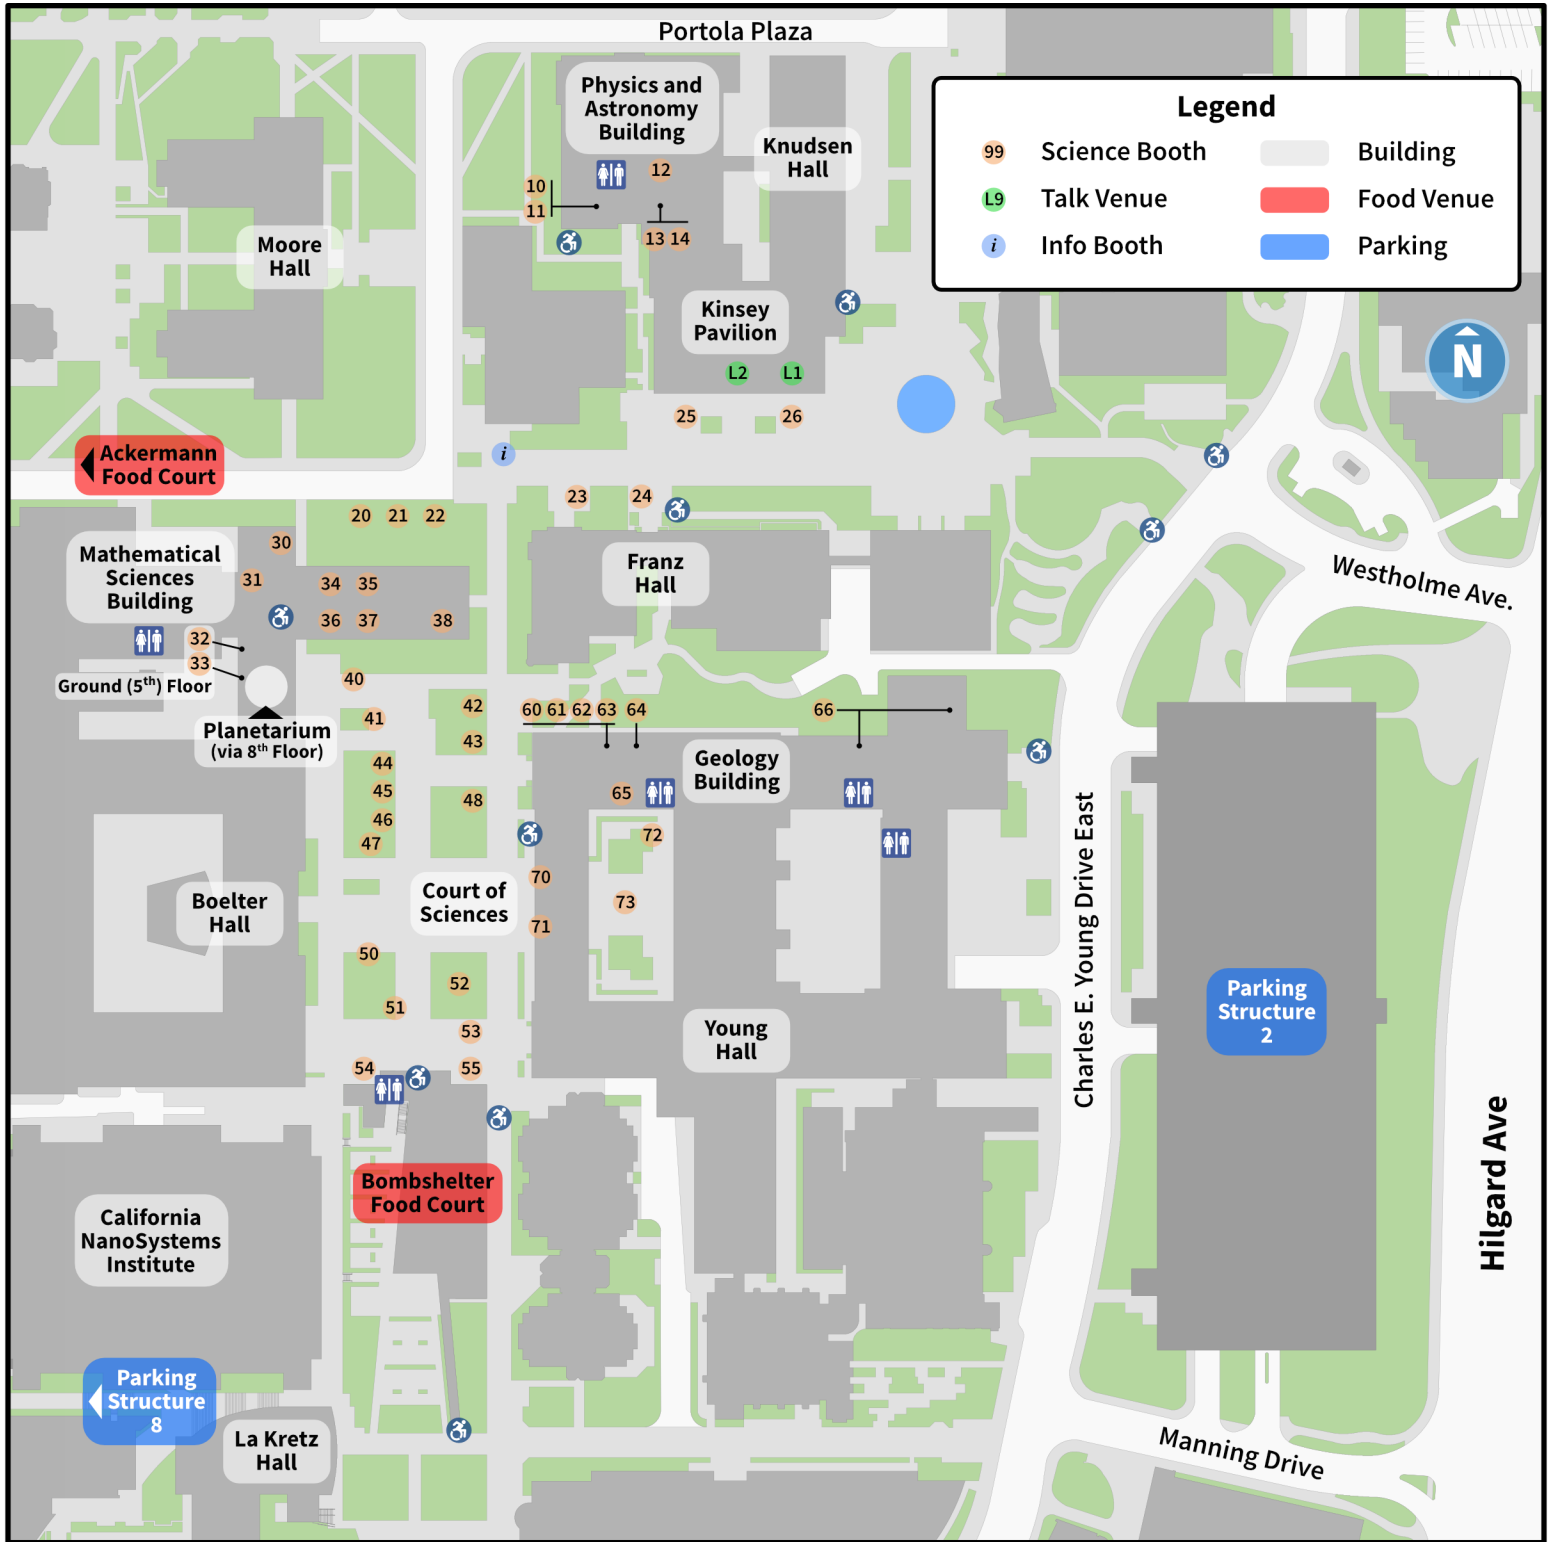 Portola Plaza
Physics and
Astronomy
Building
Knudsen
Hall
Legend
99 Science Booth
Building
L9 Talk Venue
Food Venue
i Info Booth
Parking
12
10
11
13 14
Moore
Hall
Kinsey
Pavilion
N
L2 L1
25 26
Ackermann
Food Court
i
23 24
20 21 22
30
Mathematical
Sciences
Building
31 34 35
36 37 38
32
33
Ground (5th) Floor
Planetarium
(via 8th Floor)
Franz
Hall
Westholme Ave.
40
41
42
43
44
45
46
47
48
60 61 62 63 64
66
Geology
Building
65
72
70
73
71
Boelter
Hall
Court of
Sciences
50
52
51
53
54 55
Young
Hall
Charles E. Young Drive East
Parking
Structure
2
Hilgard Ave
Bombshelter
Food Court
California
NanoSystems
Institute
Parking
Structure
8
La Kretz
Hall
Manning Drive